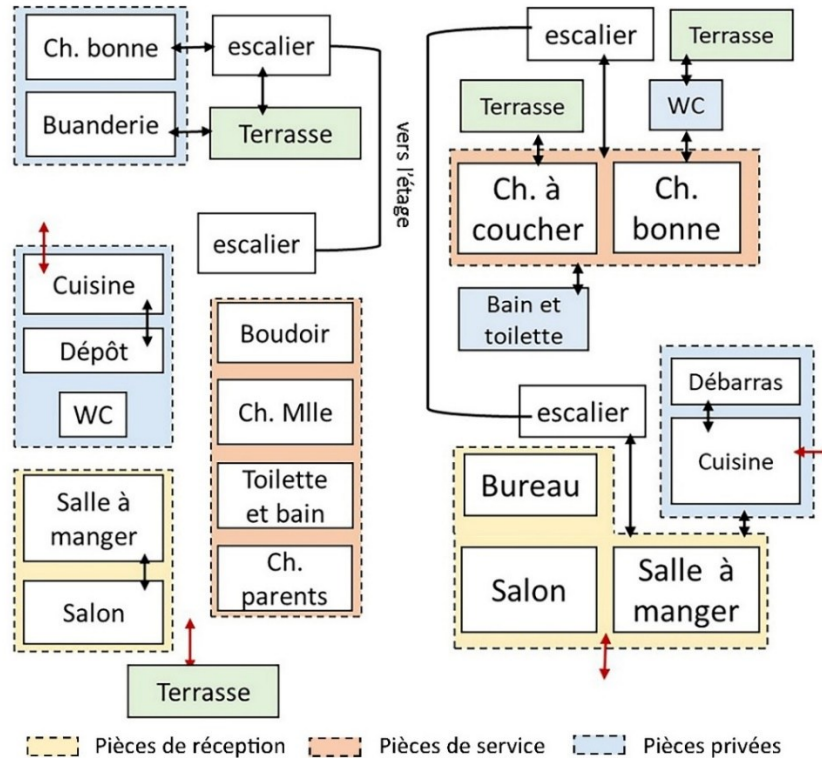 Ch. bonne
escalier
Buanderie
Terrasse
vers l'étage
escalier
Cuisine
Dépôt
WC
Boudoir
Ch. Mlle
Toilette
et bain
Ch.
parents
Salle à
manger
Salon
Terrasse
escalier
Terrasse
Terrasse
WC
Ch. à
coucher
Ch.
bonne
Bain et
toilette
escalier
Débarras
Cuisine
Bureau
Salon
Salle à
manger
Pièces de réception
Pièces de service
Pièces privées